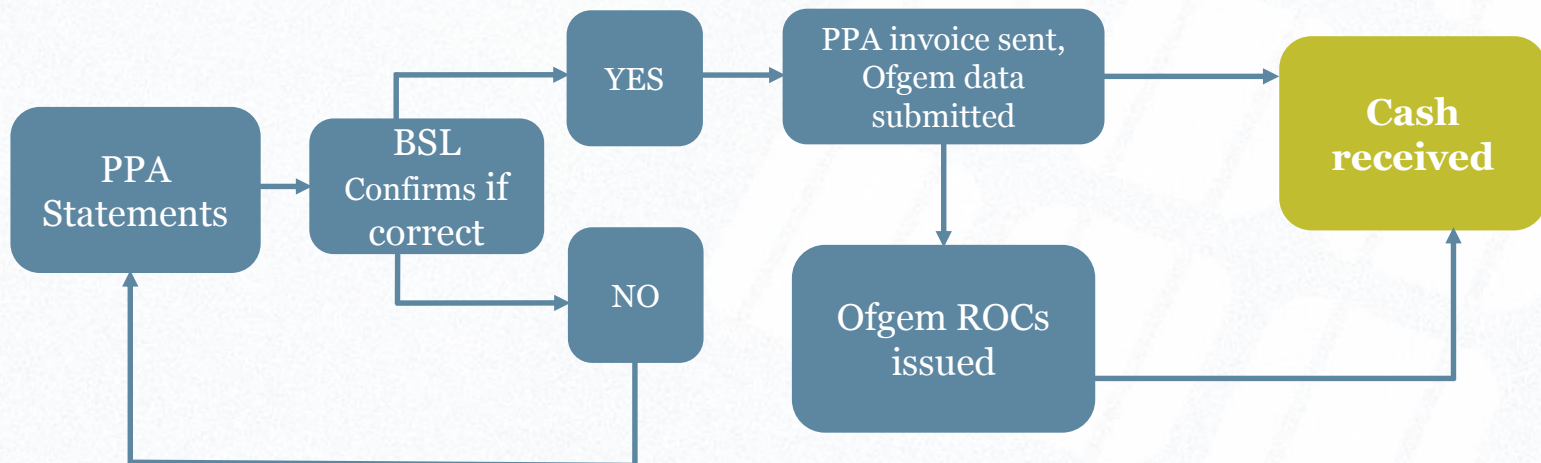 PPA
Statements
BSL
Confirms if
correct
YES
NO
PPA invoice sent,
Ofgem data
submitted
Ofgem ROCs
issued
Cash
received